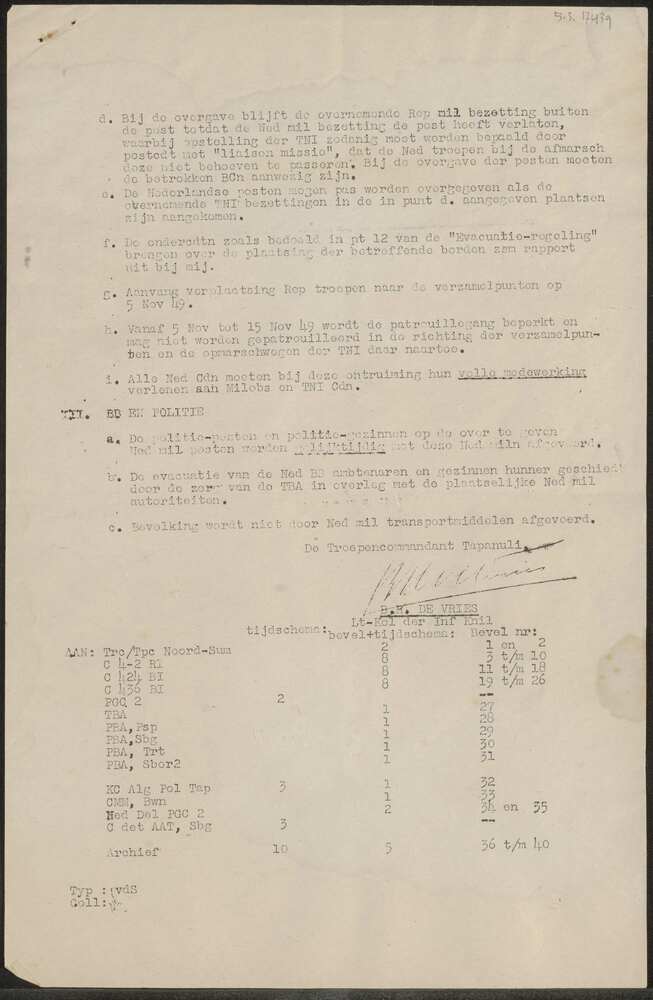 5.3. 17439
d. Bij de overgave blijft de overnemende Rep mil bezetting buiten
de post totdat de Ned mil bezetting de post heeft verlaten,
waarbij opstelling der TNI zodanig moet worden bepaald door
postcdt met "liaison missie", dat de Ned troepen bij de afmarsch
deze niet behoeven te passeren. Bij de overgave der posten moeten
de betrokken BCn aanwezig zijn.
e. De Nederlandse posten mogen pas worden overgegeven als de
overnemende TNI bezettingen in de in punt d. aangegeven plaatsen
zijn aangekomen.
f. De ondercdtn zoals bedoeld in pt 12 van de "Evacuatie-regeling"
brengen over de plaatsing der betreffende borden zsm rapport
uit bij mij.
g. Aanvang verplaatsing Rep troepen naar de verzamelpunten op
5 Nov 49.
h. Vanaf 5 Nov tot 15 Nov 49 wordt de patrouillegang beperkt en
mag niet worden gepatrouilleerd in de richting der verzamelpun-
ten en de opmarschwegen der TNI daar naartoe.
i. Alle Ned Cdn moeten bij deze ontruiming hun volle medewerking
verlenen aan Milobs en TNI Cdn.
III. BB EN POLITIE
a. De politie-posten en politie-gezinnen op de over te geven
Ned mil posten worden gelijktijdig met deze Ned miln afgevoerd.
b. De evacuatie van de Ned BB ambtenaren en gezinnen hunner geschiedt
door de zorg van de TBA in overleg met de plaatselijke Ned mil
autoriteiten.
c. Bevolking wordt niet door Ned mil transportmiddelen afgevoerd.
De Troepencommandant Tapanuli,
B.R. DE VRIES
Lt-Kol der Inf Knil
tijdschema: bevel+tijdschema: Bevel nr:
AAN: Trc/Tpc Noord-Sum 2 1 en 2
C 4-2 RI 8 3 t/m 10
C 424 BI 8 11 t/m 18
C 436 BI 8 19 t/m 26
PGC 2 2 --
TBA 1 27
PBA, Psp 1 28
PBA, Sbg 1 29
PBA, Trt 1 30
PBA, Sbor2 1 31
KC Alg Pol Tap 3 1 32
CMM, Bwn 1 33
Ned Del PGC 2 2 34 en 35
C det AAT, Sbg 3 --
Archief 10 5 36 t/m 40
Typ :vdS
Coll: